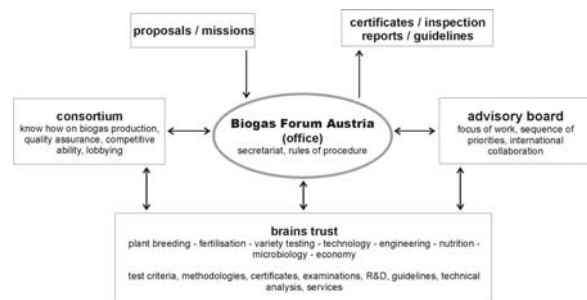 proposals / missions
certificates / inspection
reports / guidelines
consortium
know how on biogas production,
quality assurance, competitive
ability, lobbying
Biogas Forum Austria
(office)
secretariat, rules of procedure
advisory board
focus of work, sequence of
priorities, international
collaboration
brains trust
plant breeding - fertilisation - variety testing - technology - engineering - nutrition -
microbiology - economy
test criteria, methodologies, certificates, examinations, R&D, guidelines, technical
analysis, services